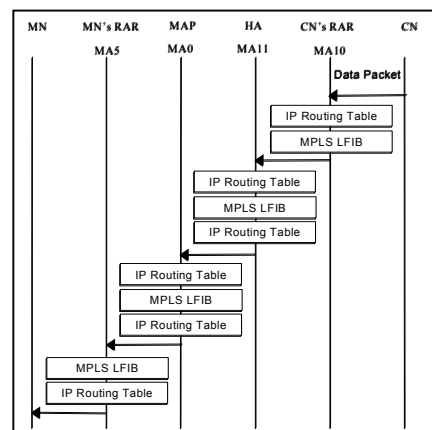 MN MN's RAR MAP HA CN's RAR CN
MA5 MA0 MA11 MA10
Data Packet
IP Routing Table
MPLS LFIB
IP Routing Table
MPLS LFIB
IP Routing Table
IP Routing Table
MPLS LFIB
IP Routing Table
MPLS LFIB
IP Routing Table